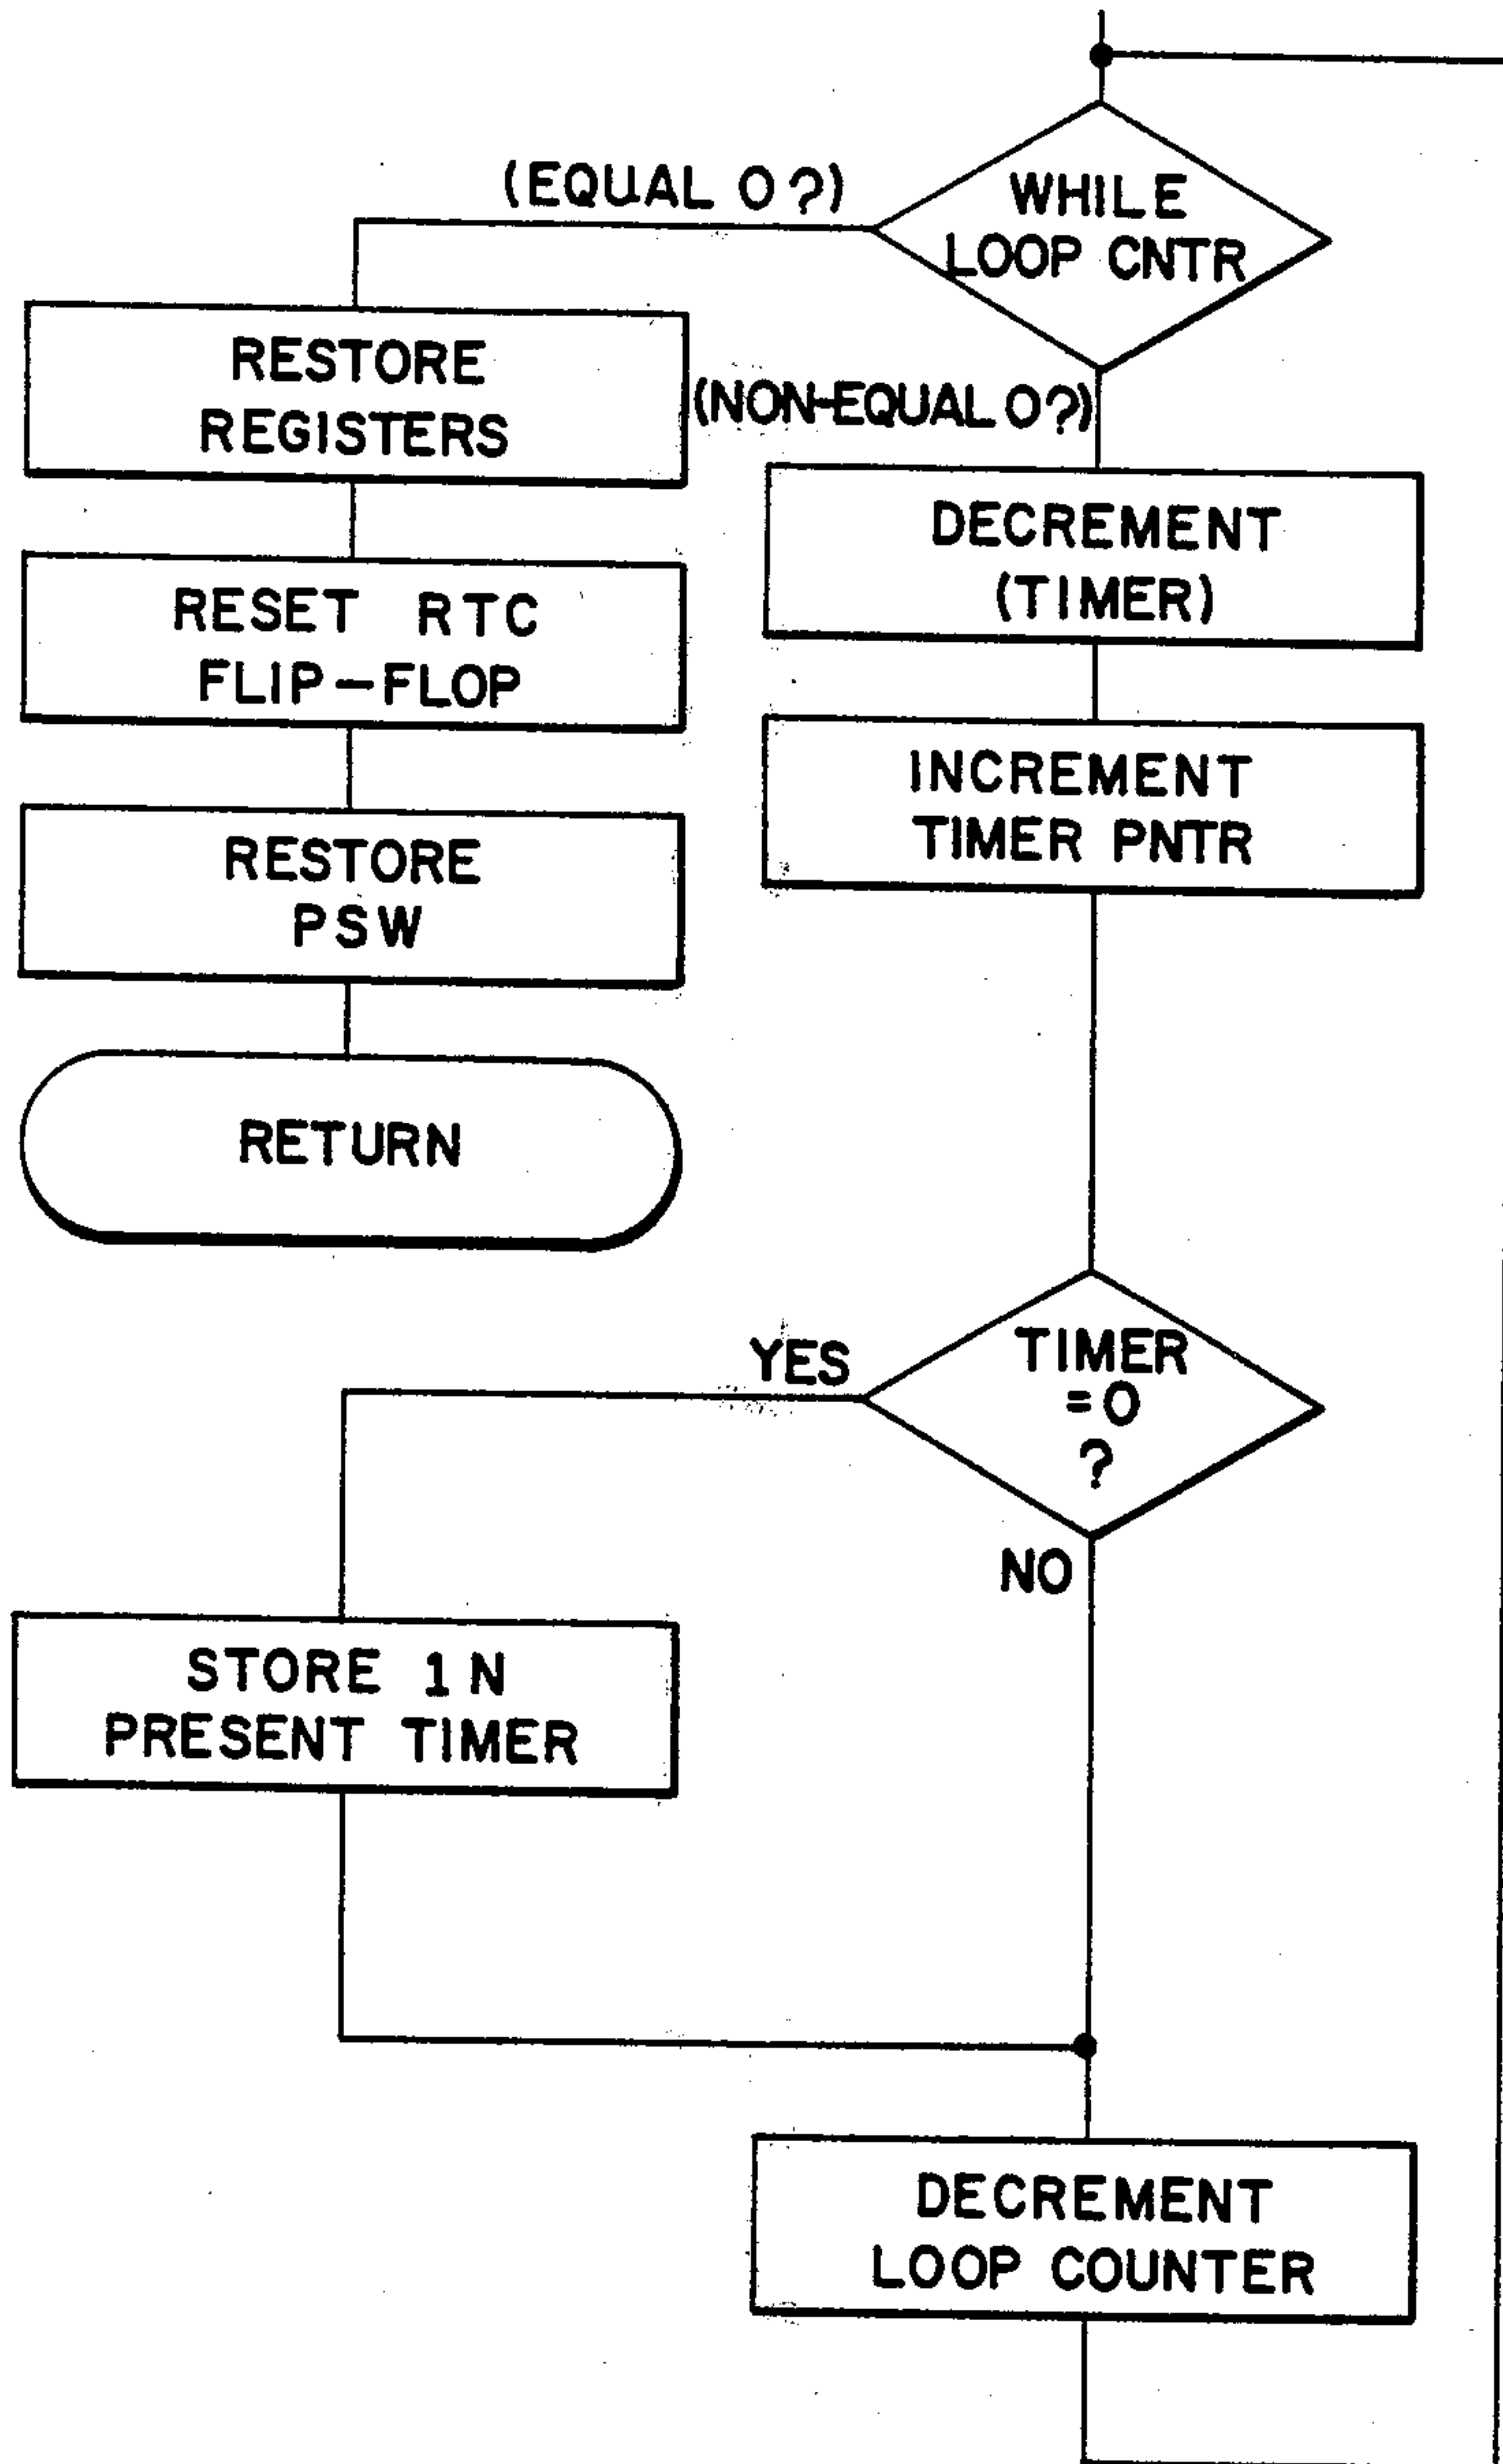 (EQUAL 0 ?)
WHILE
LOOP CNTR
RESTORE
REGISTERS
(NON-EQUAL 0?)
DECREMENT
(TIMER)
RESET RTC
FLIP-FLOP
INCREMENT
TIMER PNTR
RESTORE
PSW
RETURN
YES
TIMER
=0
?
NO
STORE 1N
PRESENT TIMER
DECREMENT
LOOP COUNTER